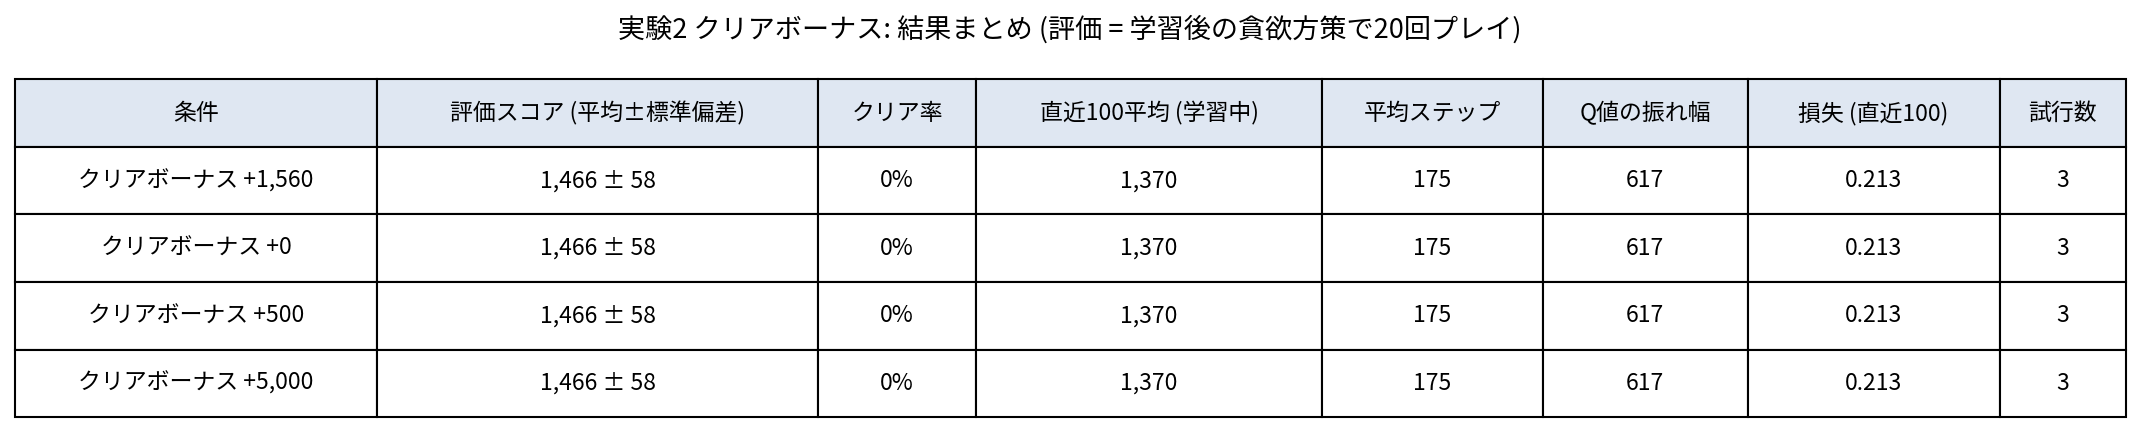 実験2 クリアボーナス: 結果まとめ (評価 = 学習後の貪欲方策で20回プレイ)
条件 評価スコア (平均±標準偏差) クリア率 直近100平均 (学習中) 平均ステップ Q値の振れ幅 損失 (直近100) 試行数
クリアボーナス +1,560 1,466 ± 58 0% 1,370 175 617 0.213 3
クリアボーナス +0 1,466 ± 58 0% 1,370 175 617 0.213 3
クリアボーナス +500 1,466 ± 58 0% 1,370 175 617 0.213 3
クリアボーナス +5,000 1,466 ± 58 0% 1,370 175 617 0.213 3